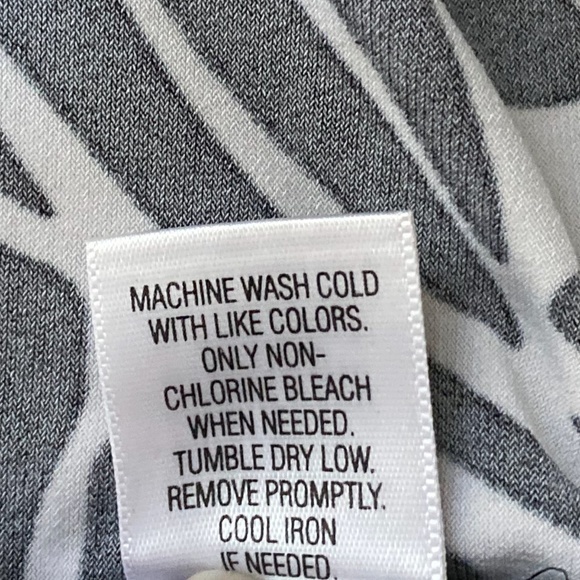 MACHINE WASH COLD
WITH LIKE COLORS.
ONLY NON-
CHLORINE BLEACH
WHEN NEEDED.
TUMBLE DRY LOW.
REMOVE PROMPTLY.
COOL IRON
IF NEEDED.